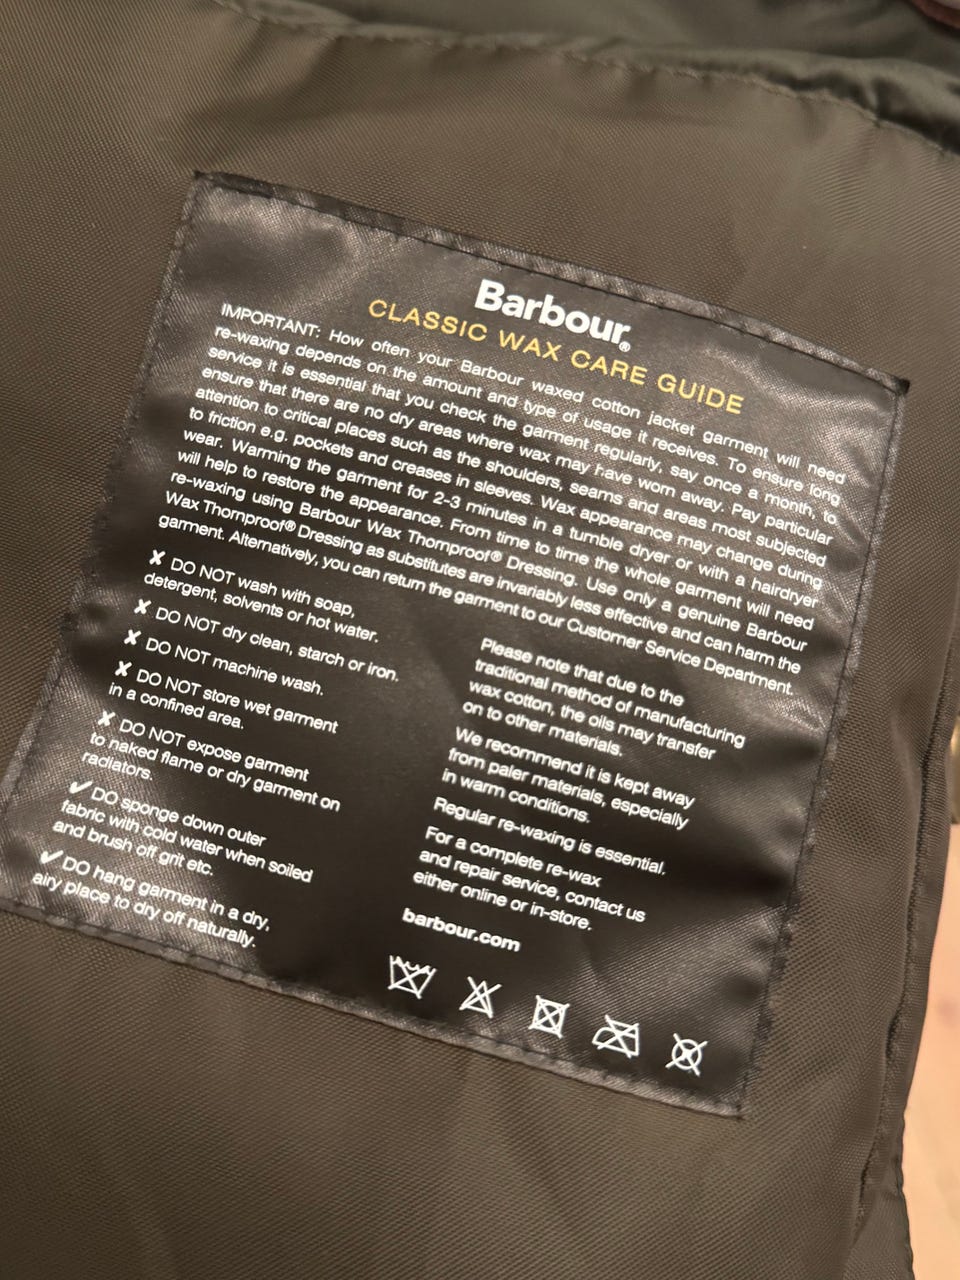 Barbour®
CLASSIC WAX CARE GUIDE
IMPORTANT: How often your Barbour waxed cotton jacket garment will need
re-waxing depends on the amount and type of usage it receives. To ensure long
service it is essential that you check the garment regularly, say once a month, to
ensure that there are no dry areas where wax may have worn away. Pay particular
attention to critical places such as the shoulders, seams and areas most subjected
to friction e.g. pockets and creases in sleeves. Wax appearance may change during
wear. Warming the garment for 2-3 minutes in a tumble dryer or with a hairdryer
will help to restore the appearance. From time to time the whole garment will need
re-waxing using Barbour Wax Thornproof® Dressing. Use only a genuine Barbour
Wax Thornproof® Dressing as substitutes are invariably less effective and can harm the
garment. Alternatively, you can return the garment to our Customer Service Department.
✘ DO NOT wash with soap,
detergent, solvents or hot water.
✘ DO NOT dry clean, starch or iron.
✘ DO NOT machine wash.
✘ DO NOT store wet garment
in a confined area.
✘ DO NOT expose garment
to naked flame or dry garment on
radiators.
✔ DO sponge down outer
fabric with cold water when soiled
and brush off grit etc.
✔ DO hang garment in a dry,
airy place to dry off naturally.
Please note that due to the
traditional method of manufacturing
wax cotton, the oils may transfer
on to other materials.
We recommend it is kept away
from paler materials, especially
in warm conditions.
Regular re-waxing is essential.
For a complete re-wax
and repair service, contact us
either online or in-store.
barbour.com